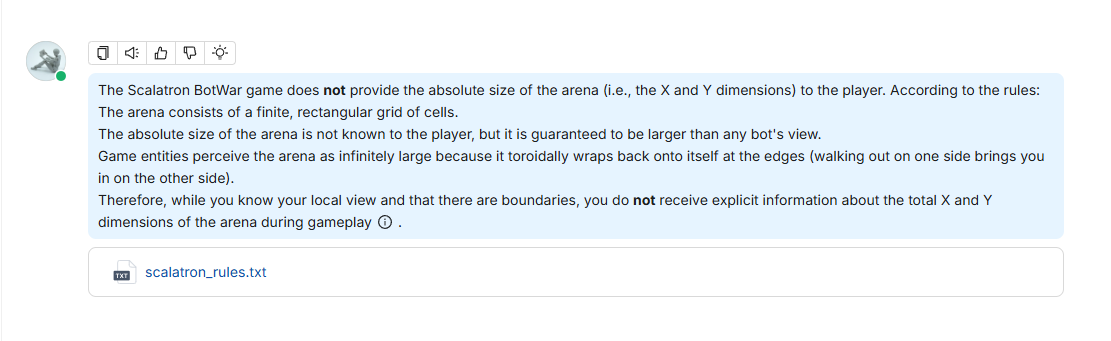 The Scalatron BotWar game does not provide the absolute size of the arena (i.e., the X and Y dimensions) to the player. According to the rules:
The arena consists of a finite, rectangular grid of cells.
The absolute size of the arena is not known to the player, but it is guaranteed to be larger than any bot's view.
Game entities perceive the arena as infinitely large because it toroidally wraps back onto itself at the edges (walking out on one side brings you
in on the other side).
Therefore, while you know your local view and that there are boundaries, you do not receive explicit information about the total X and Y
dimensions of the arena during gameplay .
TXT
scalatron_rules.txt